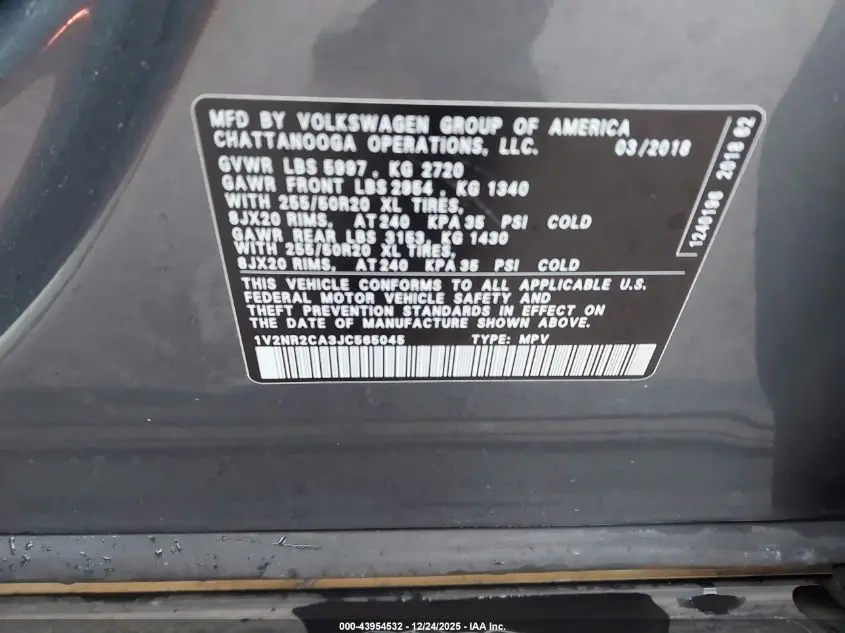 MFD BY VOLKSWAGEN GROUP OF AMERICA
CHATTANOOGA OPERATIONS, LLC. 03/2018
GVWR LBS 5997, KG 2720
GAWR FRONT LBS 2954, KG 1340
WITH 255/50R20 XL TIRES,
8JX20 RIMS, AT 240 KPA 35 PSI COLD
GAWR REAR LBS 3153, KG 1430
WITH 255/50R20 XL TIRES,
8JX20 RIMS, AT 240 KPA 35 PSI COLD
THIS VEHICLE CONFORMS TO ALL APPLICABLE U.S.
FEDERAL MOTOR VEHICLE SAFETY AND
THEFT PREVENTION STANDARDS IN EFFECT ON
THE DATE OF MANUFACTURE SHOWN ABOVE.
1V2NR2CA3JC565045 TYPE: MPV
1240196 2018 62
000-43954532 - 12/24/2025 - IAA Inc.